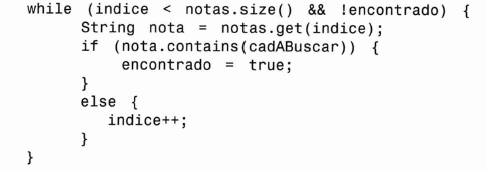 while (indice < notas.size() && !encontrado) {
String nota = notas.get(indice);
if (nota.contains(cadABuscar)) {
encontrado = true;
}
else {
indice++;
}
}